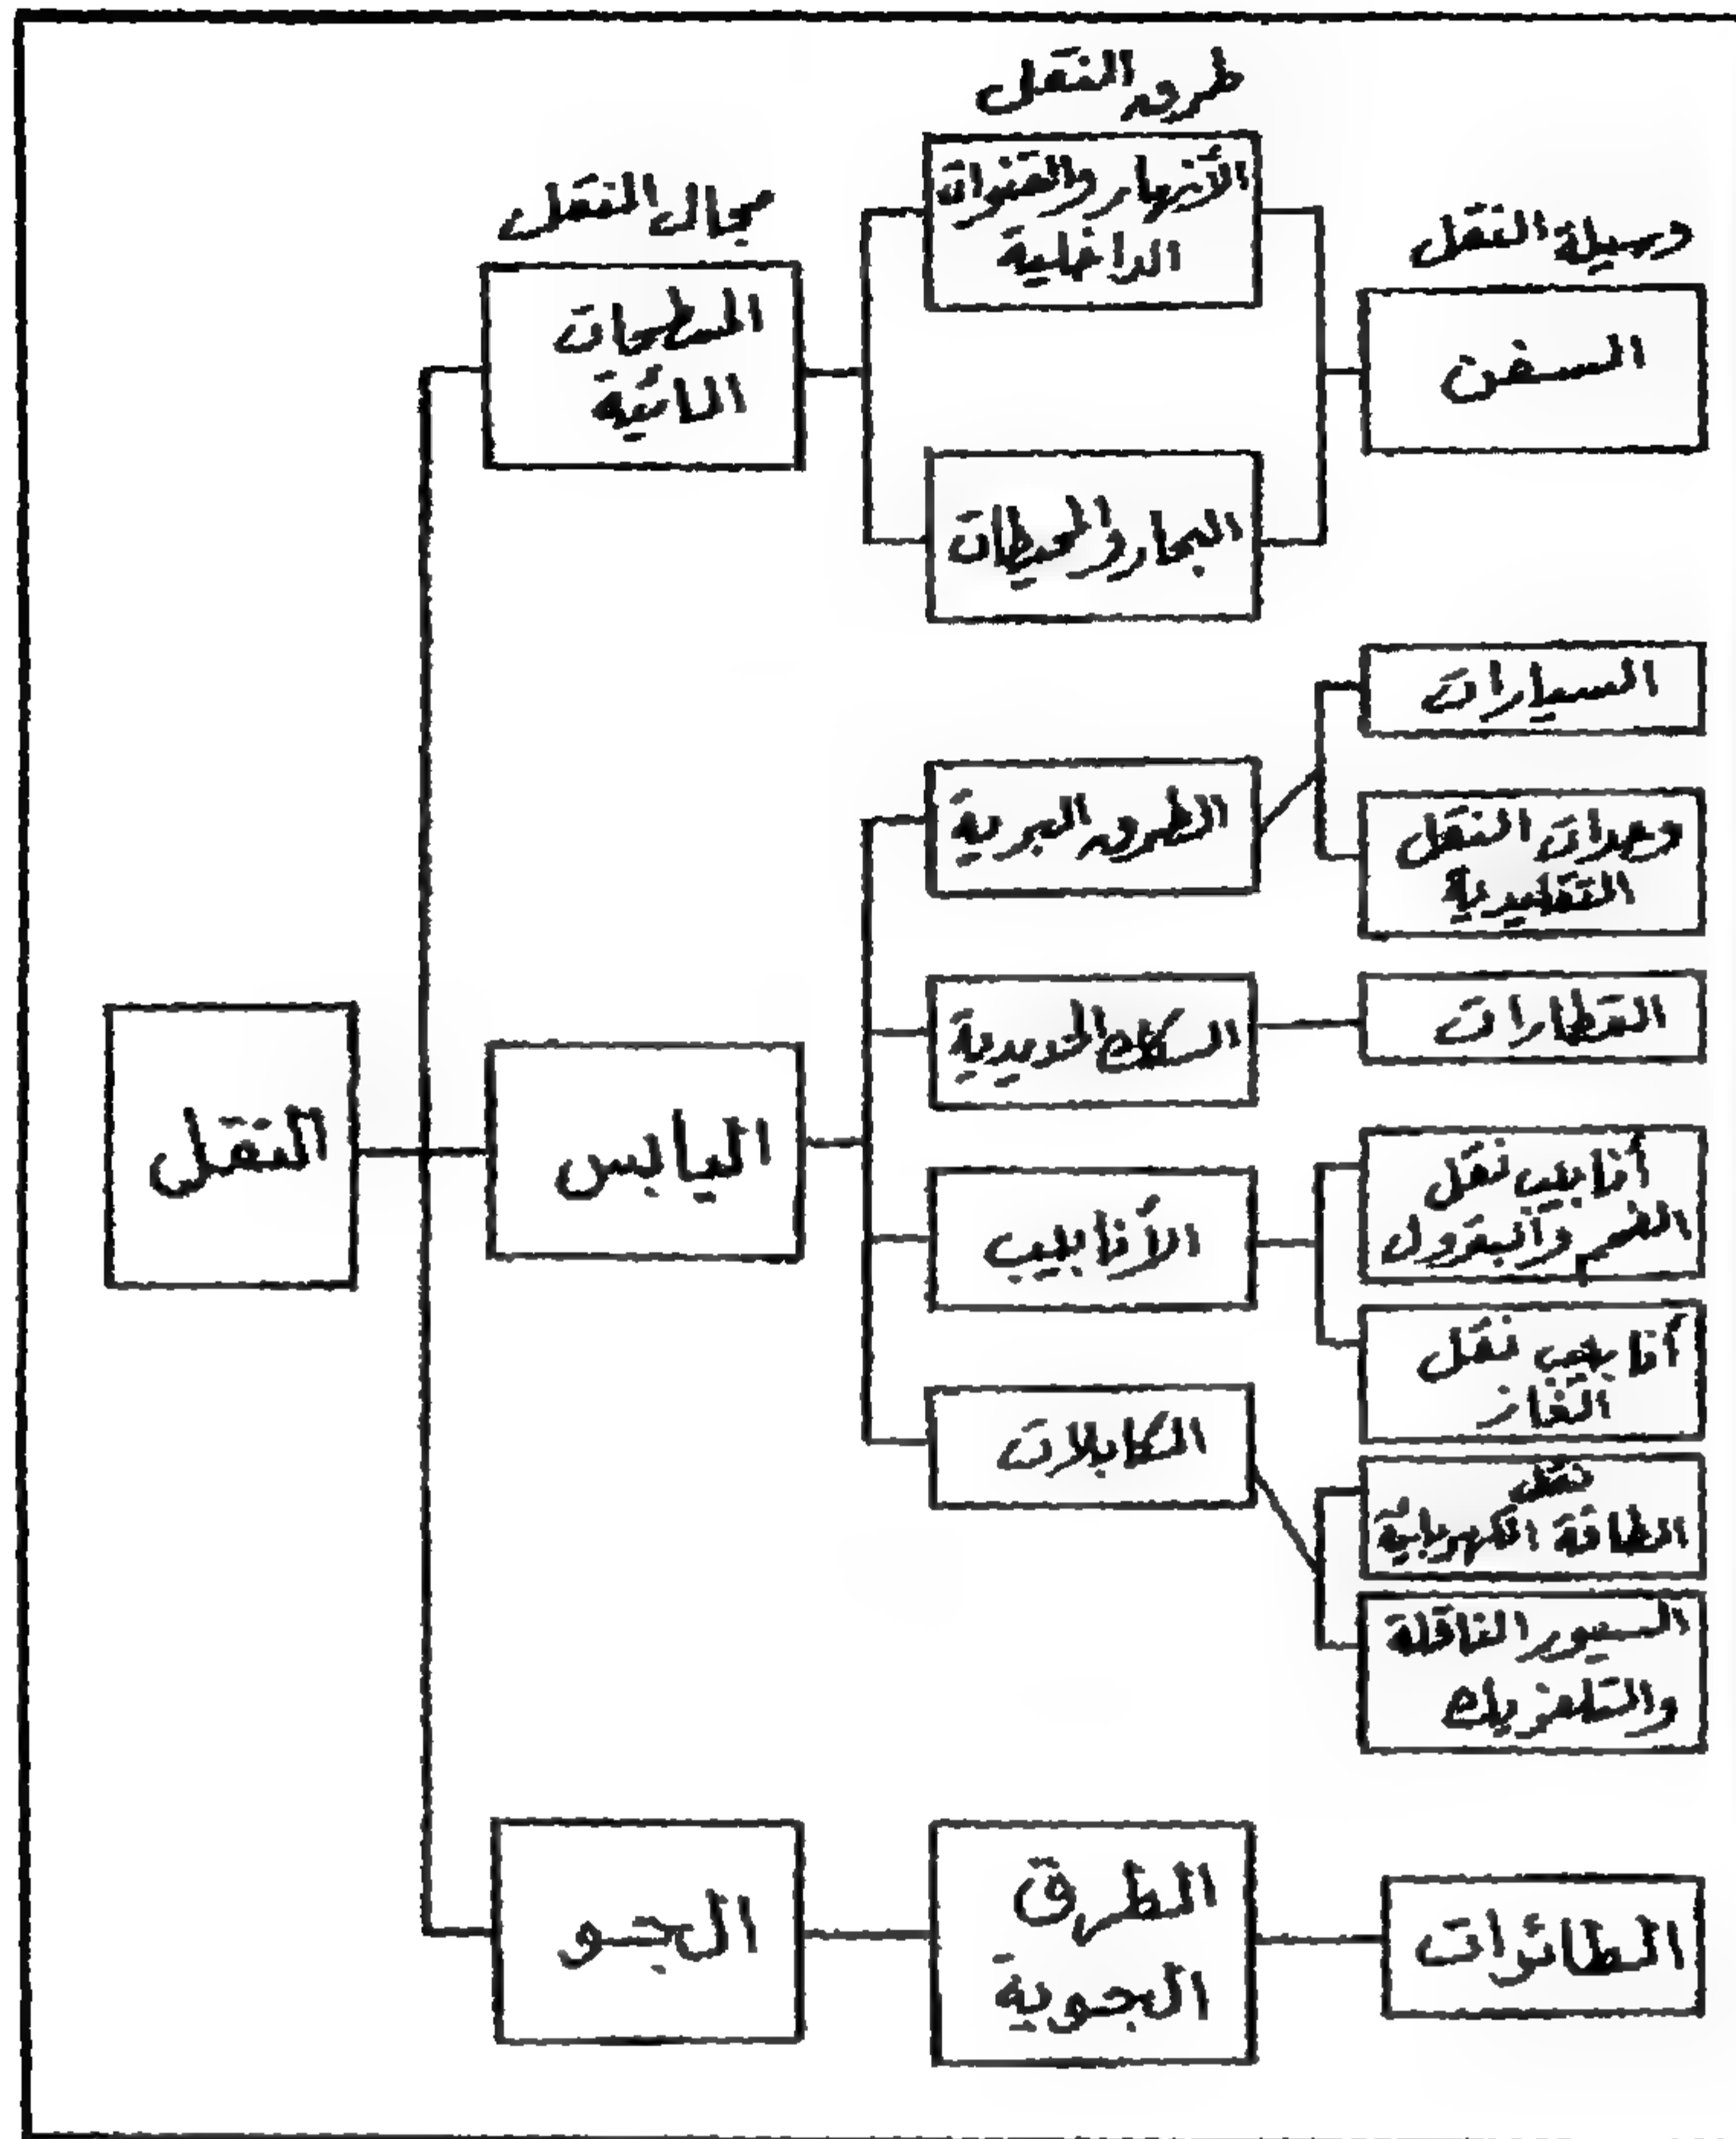 طرق النقل
مجال النقل
وسيلة النقل
الأنهار والقنوات
الداخلية
المسطحات
المائية
السفن
البحار والمحيطات
السيارات
الطرق البرية
وحدات النقل
التقليدية
السكك الحديدية
القطارات
النقل
اليابس
أنابيب نقل
الفحم والبترول
الأنابيب
أنابيب نقل
الغاز
الكابلات
نقل
الطاقة الكهربائية
السيور الناقلة
والتلفزيك
الجو
الطرق
الجوية
الطائرات